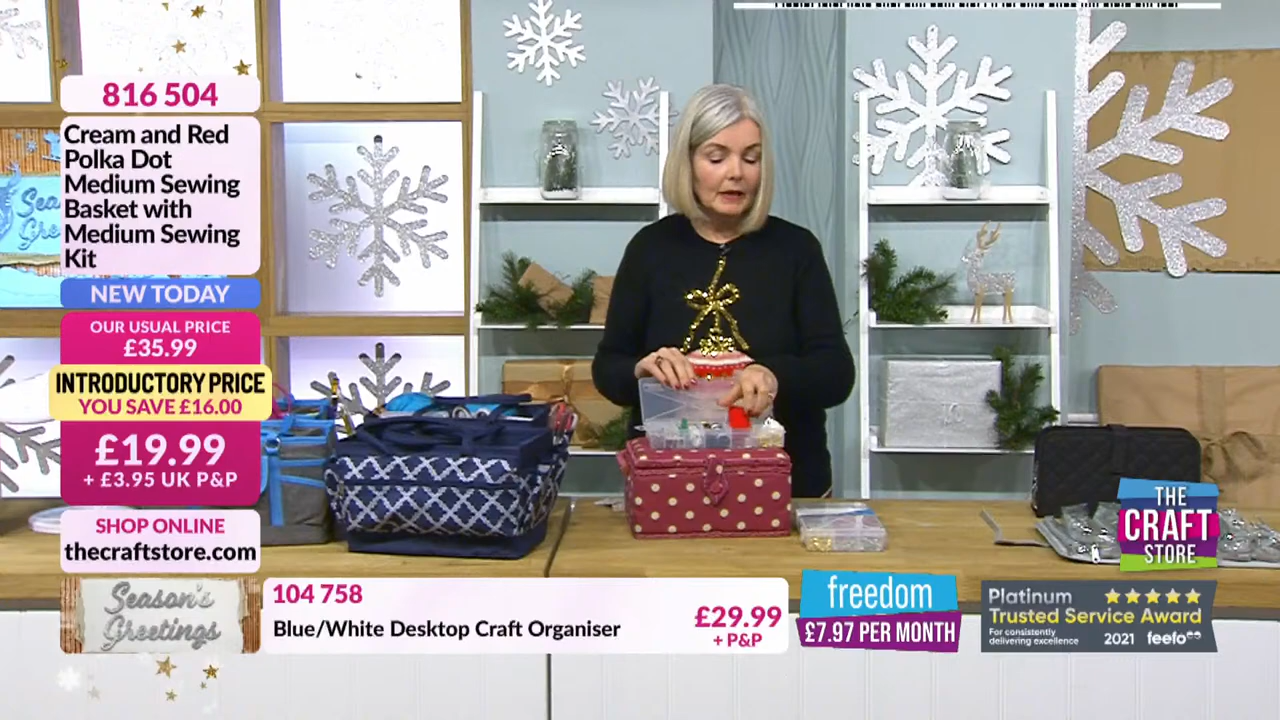 816 504
Cream and Red
Polka Dot
Medium Sewing
Basket with
Medium Sewing
Kit
NEW TODAY
OUR USUAL PRICE
£35.99
INTRODUCTORY PRICE
YOU SAVE £16.00
£19.99
+ £3.95 UK P&P
SHOP ONLINE
thecraftstore.com
Season's
Greetings
104 758
Blue/White Desktop Craft Organiser
£29.99
+ P&P
freedom
£7.97 PER MONTH
THE
CRAFT
STORE
Platinum
Trusted Service Award
For consistently
delivering excellence
2021 feefo